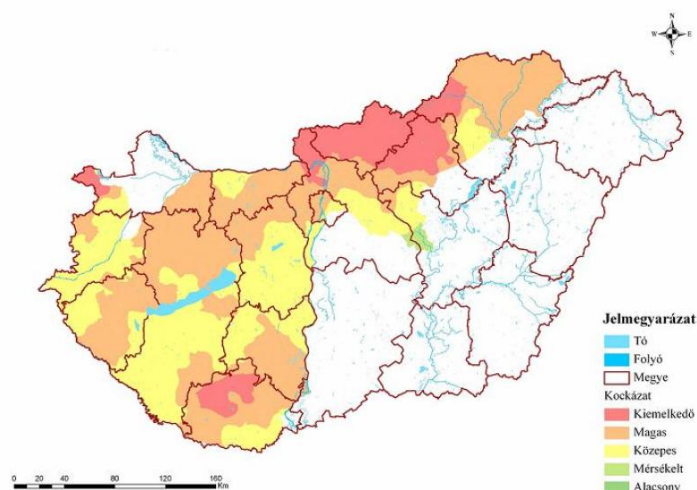 N
W E
S
Jelmegyarázat
Tó
Folyó
Megye
Kockázat
Kiemelkedő
Magas
Közepes
Mérsékelt
Alacsony
0 20 40 80 120 160
Km